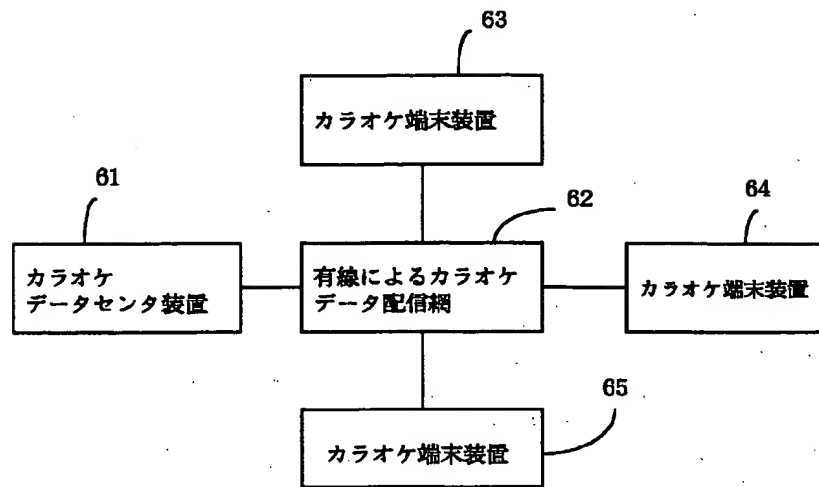 63
カラオケ端末装置
61
62
64
カラオケ
データセンタ装置
有線によるカラオケ
データ配信網
カラオケ端末装置
65
カラオケ端末装置